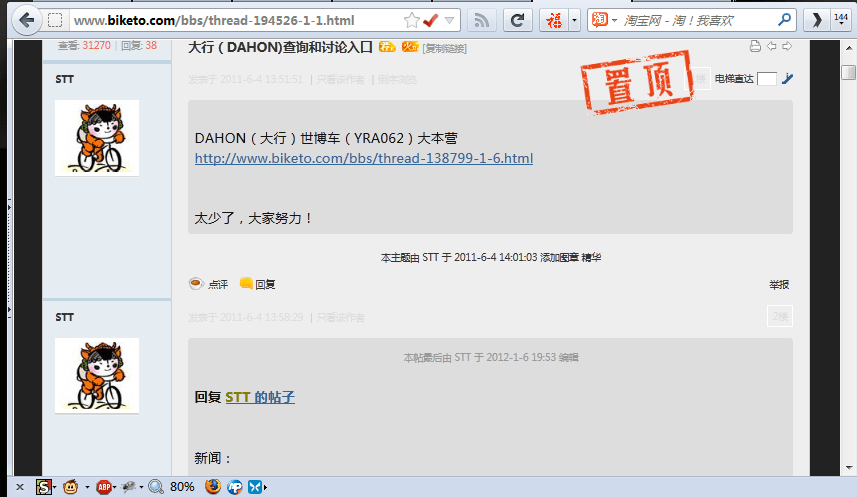 www.biketo.com/bbs/thread-194526-1-1.html
福
淘
淘宝网 - 淘！我喜欢
144
查看: 31270 | 回复: 38
大行（DAHON)查询和讨论入口 [复制链接]
STT
发表于 2011-6-4 13:51:51 | 只看该作者 | 倒序浏览
置顶
电梯直达
DAHON（大行）世博车（YRA062）大本营
http://www.biketo.com/bbs/thread-138799-1-6.html
太少了，大家努力！
本主题由 STT 于 2011-6-4 14:01:03 添加图章 精华
点评 回复 举报
STT
发表于 2011-6-4 13:58:29 | 只看该作者
2楼
本帖最后由 STT 于 2012-1-6 19:53 编辑
回复 STT 的帖子
新闻：
ABP
80%